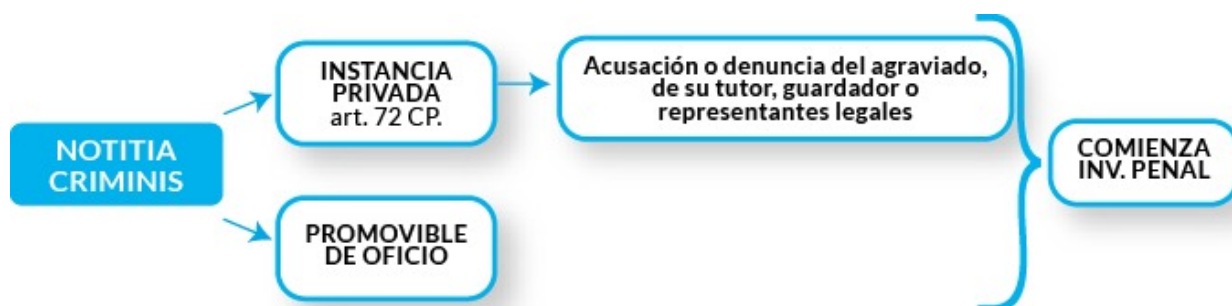 NOTITIA
CRIMINIS
INSTANCIA
PRIVADA
art. 72 CP.
Acusación o denuncia del agraviado,
de su tutor, guardador o
representantes legales
PROMOVIBLE
DE OFICIO
COMIENZA
INV. PENAL